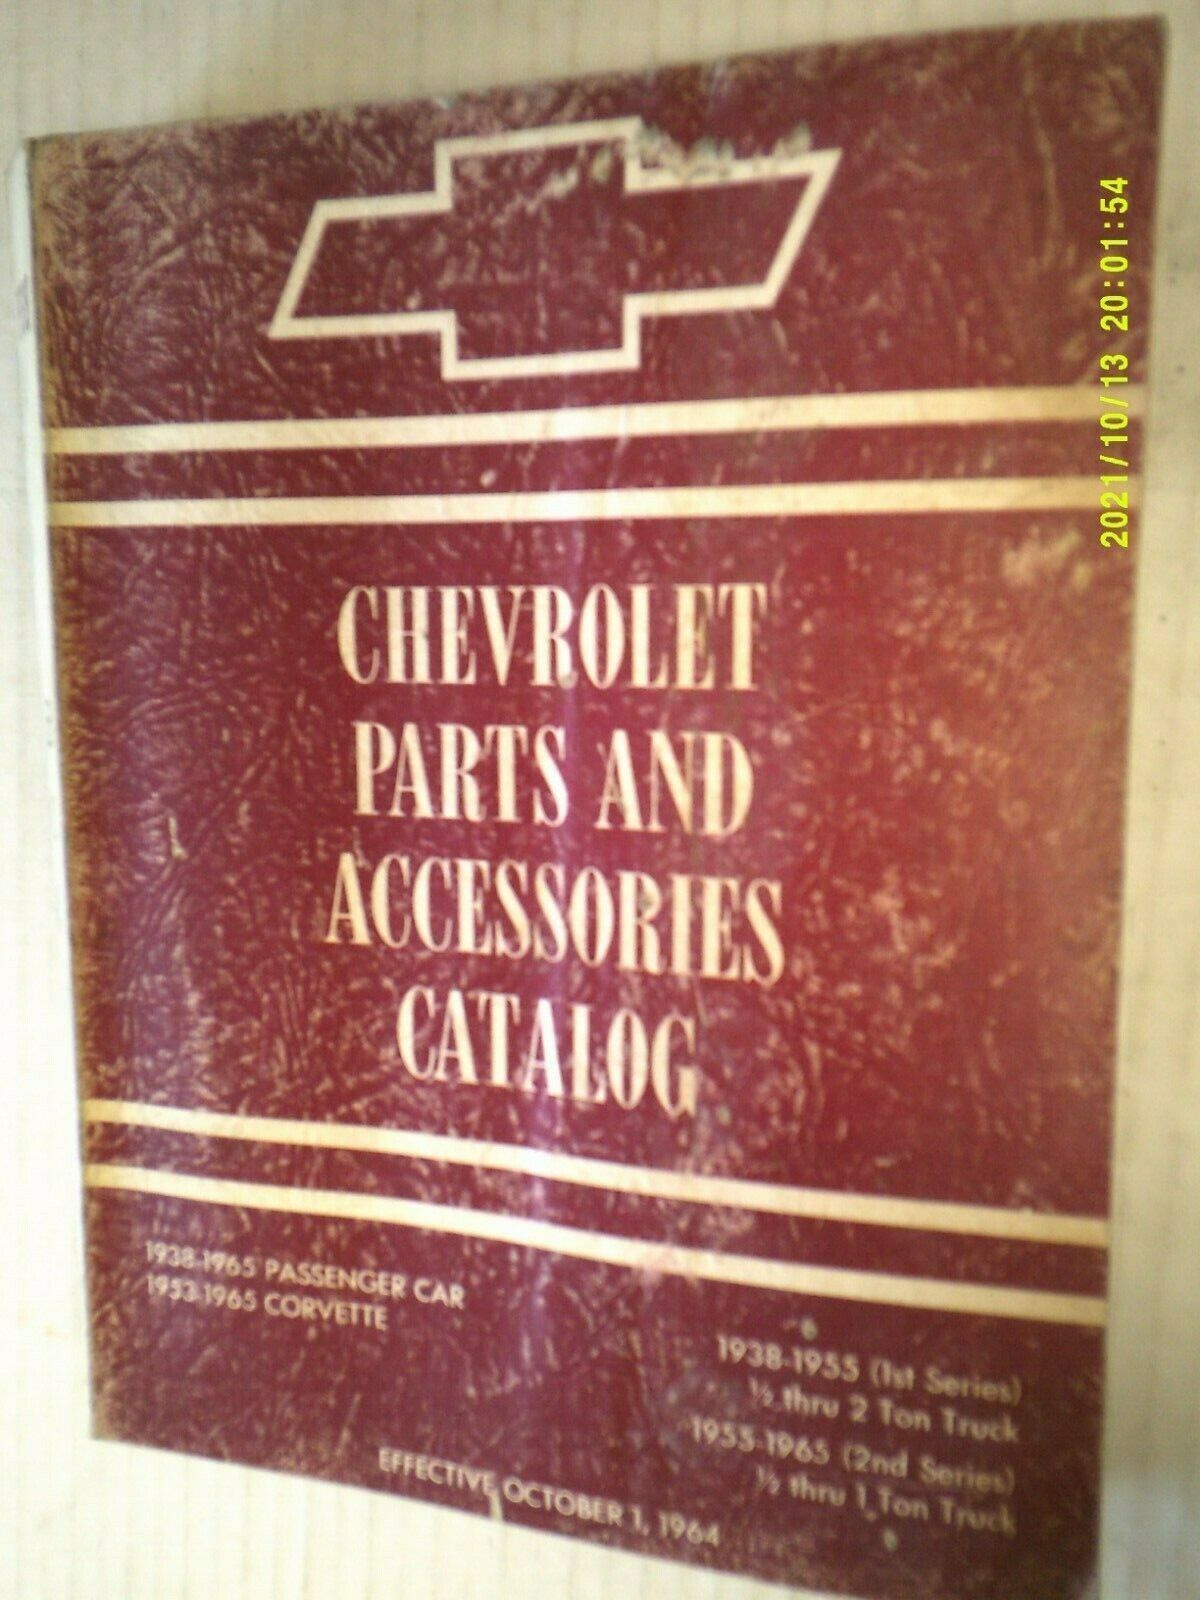 CHEVROLET
PARTS AND
ACCESSORIES
CATALOG
1938-1965 PASSENGER CAR
1953-1965 CORVETTE
1938-1955 (1st Series)
½ thru 2 Ton Truck
1955-1965 (2nd Series)
½ thru 1 Ton Truck
EFFECTIVE OCTOBER 1, 1964
2021/10/13 20:01:54